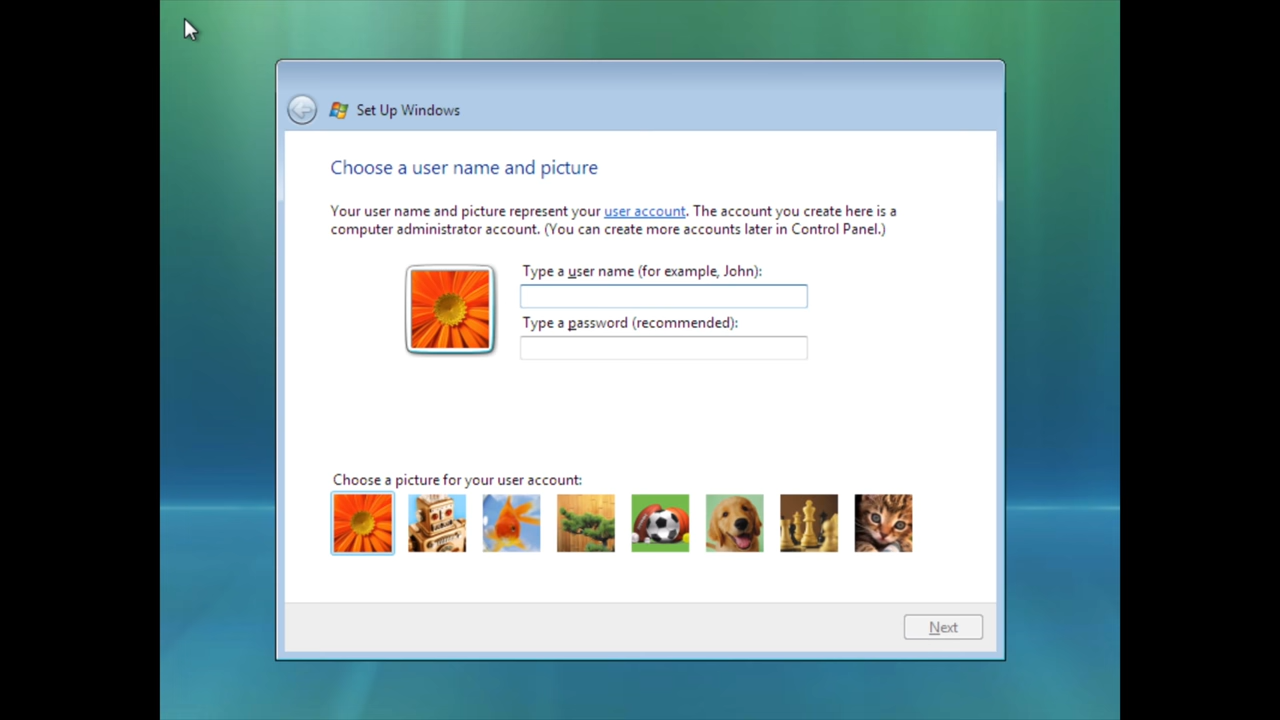 Set Up Windows
Choose a user name and picture
Your user name and picture represent your user account. The account you create here is a
computer administrator account. (You can create more accounts later in Control Panel.)
Type a user name (for example, John):
Type a password (recommended):
Choose a picture for your user account:
Next